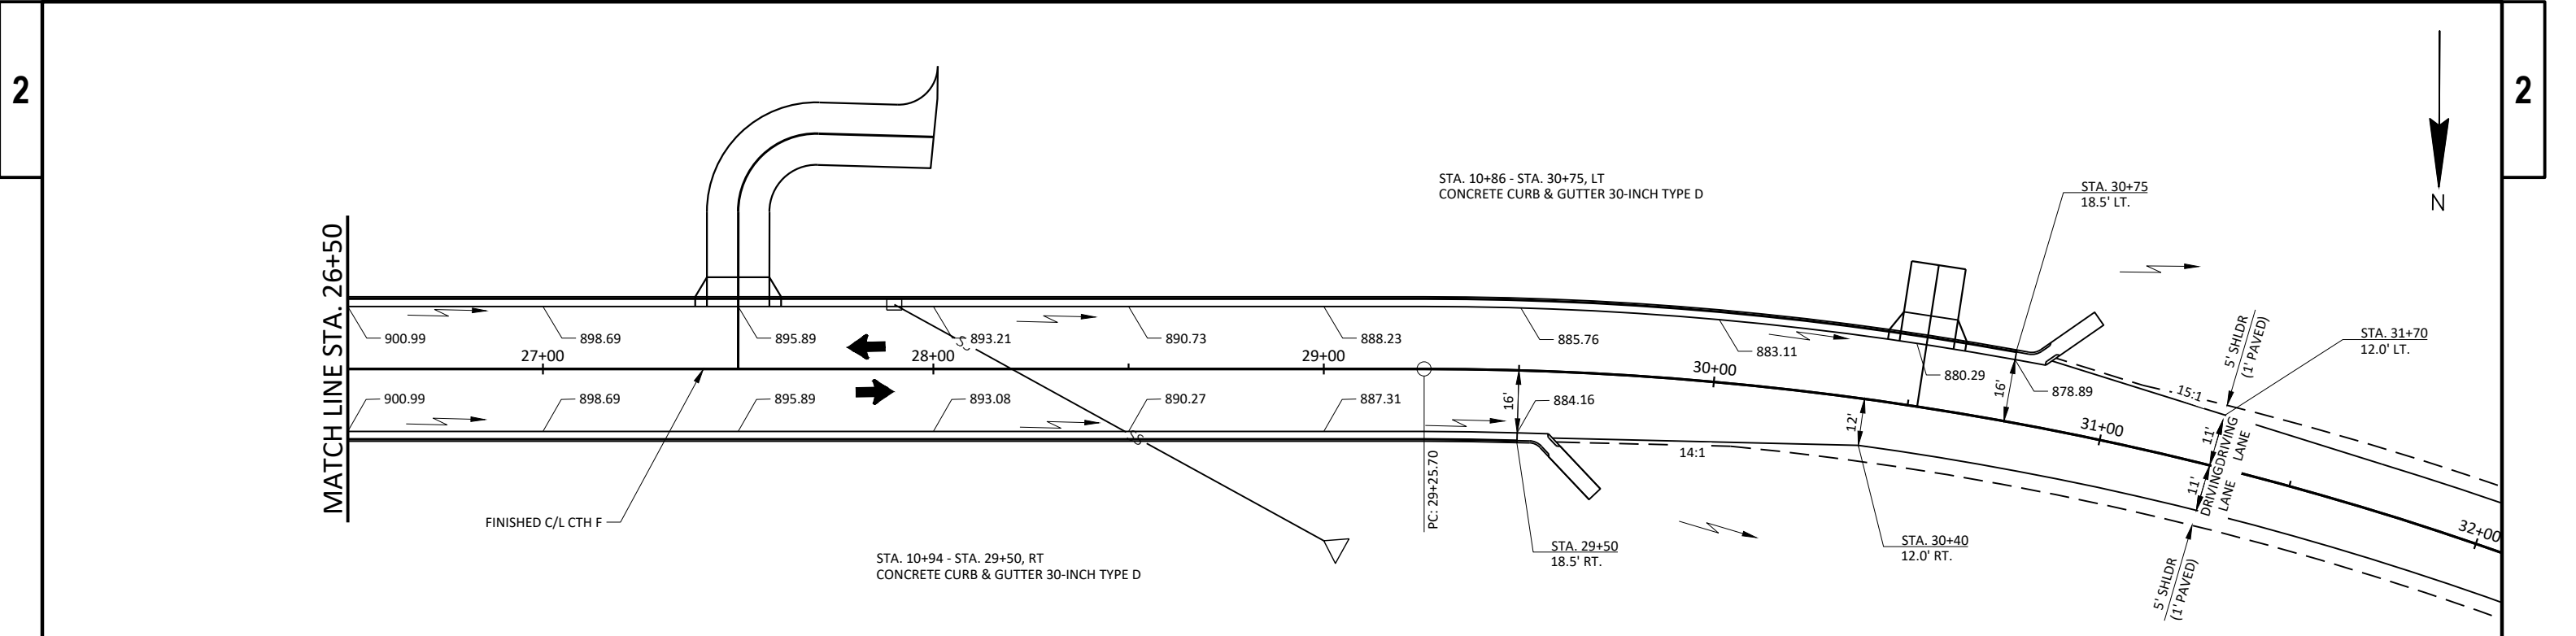 2
2
N
STA. 10+86 - STA. 30+75, LT
CONCRETE CURB & GUTTER 30-INCH TYPE D
STA. 30+75
18.5' LT.
MATCH LINE STA. 26+50
900.99
898.69
895.89
893.21
890.73
888.23
885.76
883.11
880.29
878.89
27+00
28+00
29+00
30+00
31+00
32+00
S
S
900.99
898.69
895.89
893.08
890.27
887.31
884.16
16'
16'
12'
15:1
14:1
5' SHLDR
(1' PAVED)
STA. 31+70
12.0' LT.
11'
DRIVING
LANE
11'
DRIVING
LANE
5' SHLDR
(1' PAVED)
PC: 29+25.70
FINISHED C/L CTH F
STA. 10+94 - STA. 29+50, RT
CONCRETE CURB & GUTTER 30-INCH TYPE D
STA. 29+50
18.5' RT.
STA. 30+40
12.0' RT.